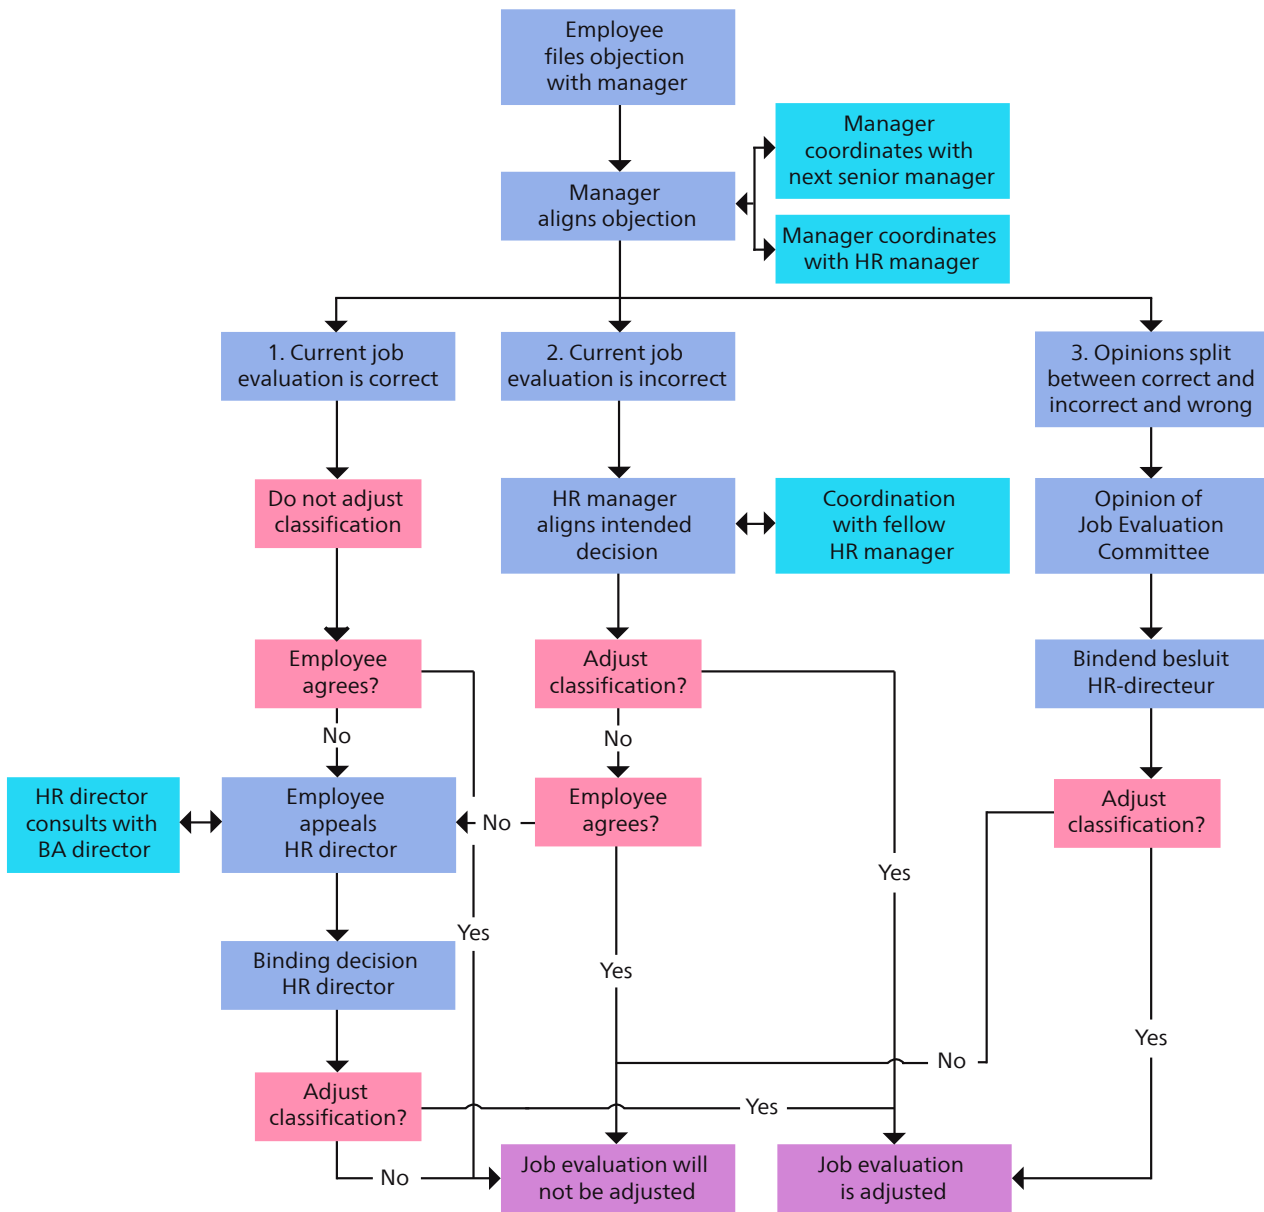 Employee
files objection
with manager
Manager
coordinates with
next senior manager
Manager
aligns objection
Manager coordinates
with HR manager
1. Current job
evaluation is correct
2. Current job
evaluation is incorrect
3. Opinions split
between correct and
incorrect and wrong
Do not adjust
classification
HR manager
aligns intended
decision
Coordination
with fellow
HR manager
Opinion of
Job Evaluation
Committee
Employee
agrees?
Adjust
classification?
Bindend besluit
HR-directeur
No
No
HR director
consults with
BA director
Employee
appeals
HR director
No
Employee
agrees?
Adjust
classification?
Yes
Yes
Binding decision
HR director
Yes
Yes
No
Adjust
classification?
Yes
No
Job evaluation will
not be adjusted
Job evaluation
is adjusted